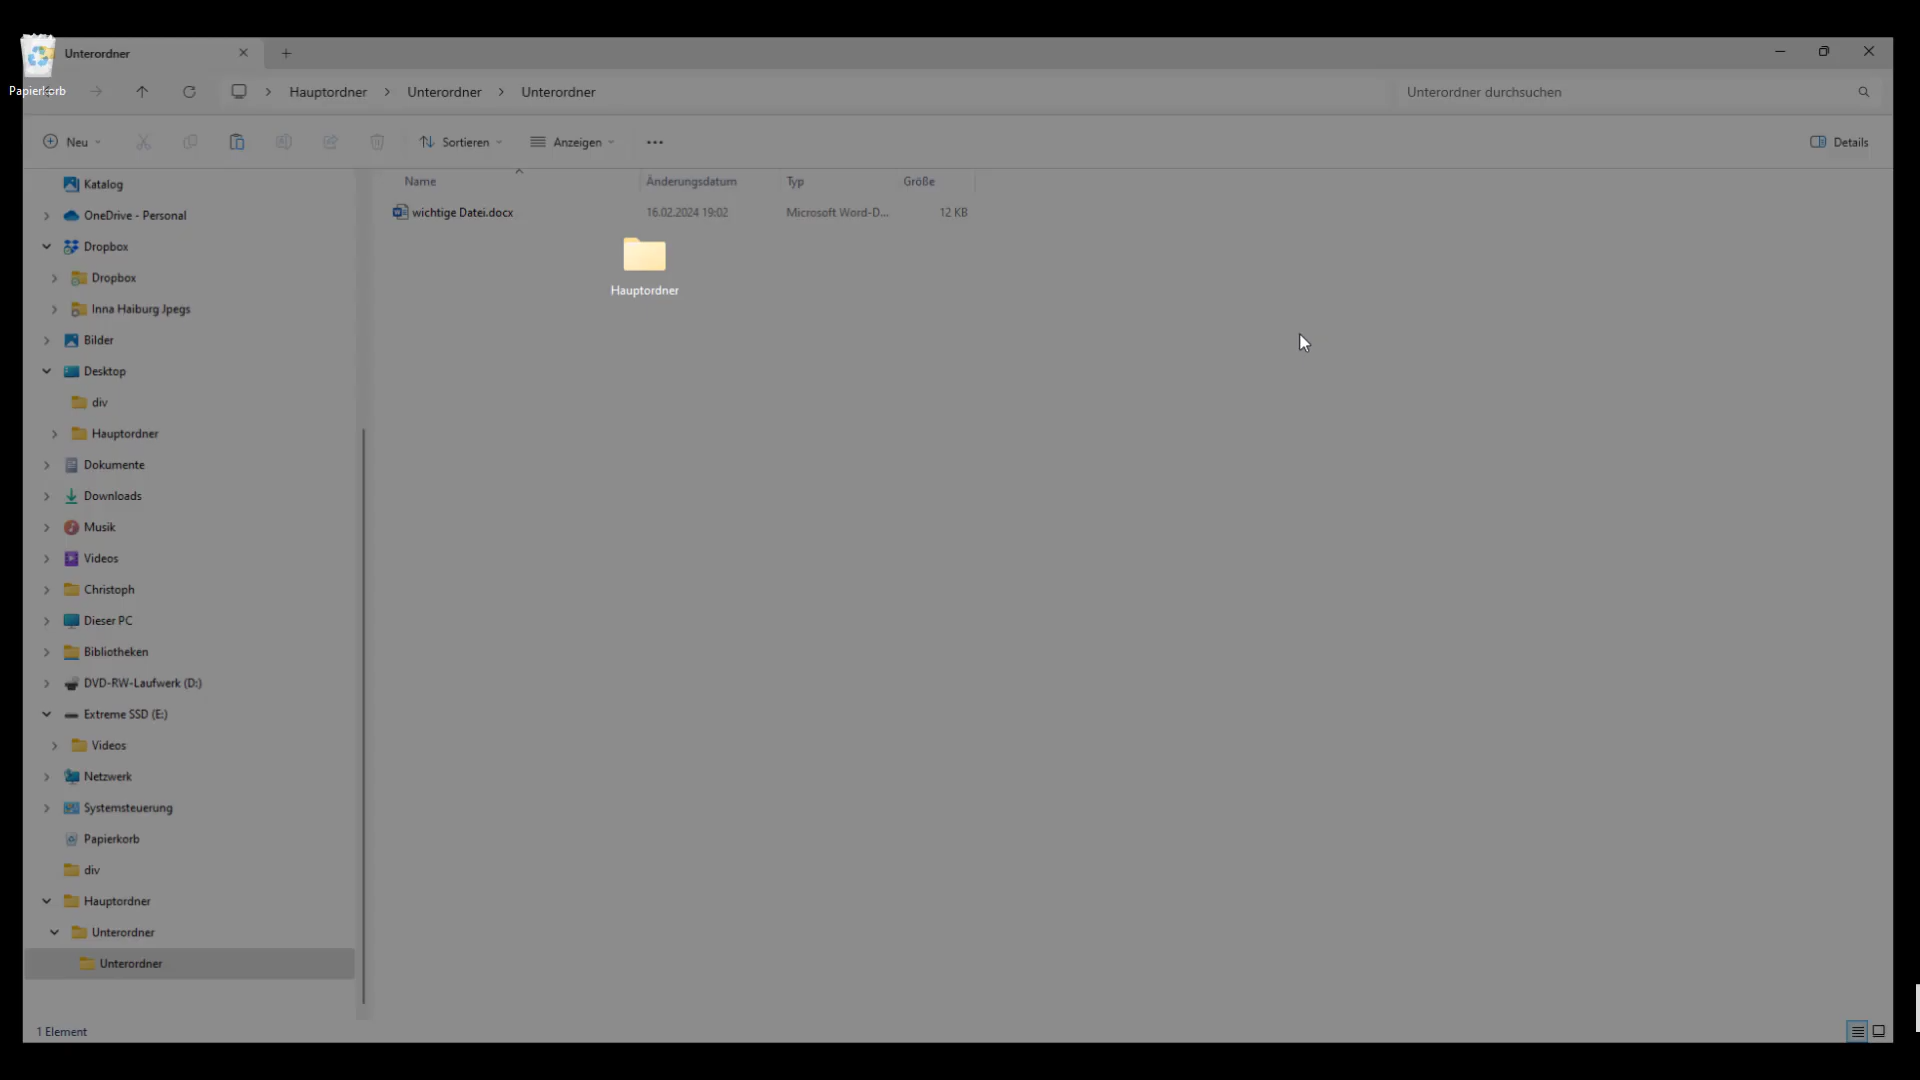 Unterordner
Papierkorb
Hauptordner > Unterordner > Unterordner
Unterordner durchsuchen
Neu
Sortieren
Anzeigen
Details
Name
Änderungsdatum
Typ
Größe
wichtige Datei.docx
16.02.2024 19:02
Microsoft Word-D...
12 KB
Hauptordner
Katalog
OneDrive - Personal
Dropbox
Dropbox
Inna Haiburg Jpegs
Bilder
Desktop
div
Hauptordner
Dokumente
Downloads
Musik
Videos
Christoph
Dieser PC
Bibliotheken
DVD-RW-Laufwerk (D:)
Extreme SSD (E:)
Videos
Netzwerk
Systemsteuerung
Papierkorb
div
Hauptordner
Unterordner
Unterordner
1 Element